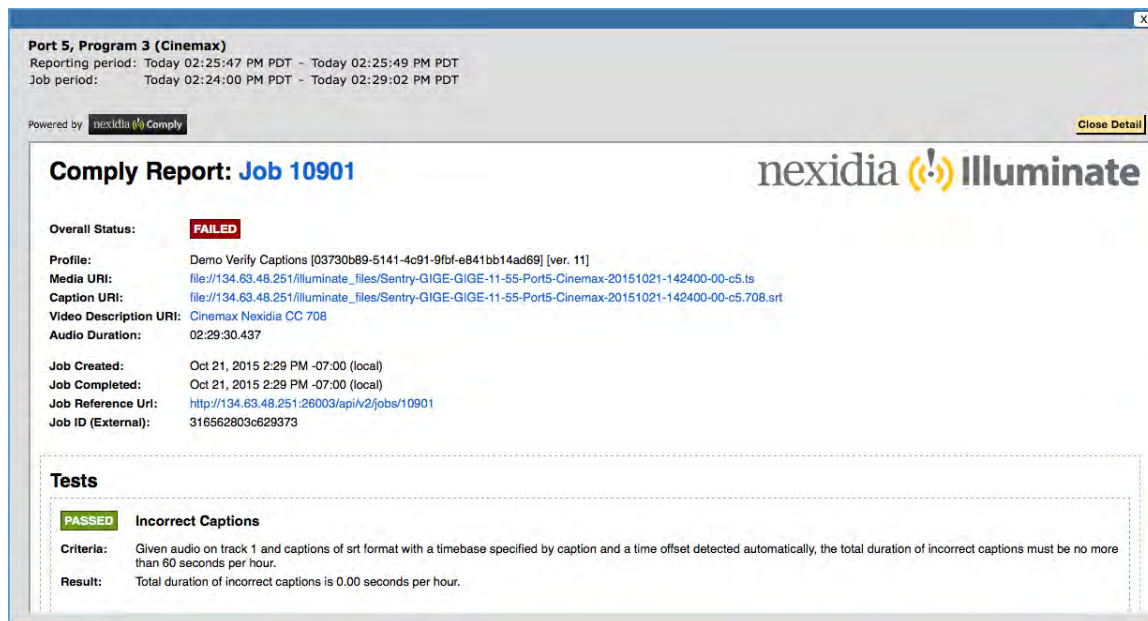 X
Port 5, Program 3 (Cinemax)
Reporting period: Today 02:25:47 PM PDT - Today 02:25:49 PM PDT
Job period: Today 02:24:00 PM PDT - Today 02:29:02 PM PDT
Powered by nexidia Comply
Close Detail
Comply Report: Job 10901
nexidia Illuminate
Overall Status: FAILED
Profile: Demo Verify Captions [03730b89-5141-4c91-9fbf-e841bb14ad69] [ver. 11]
Media URI: file://134.63.48.251/illuminate_files/Sentry-GIGE-GIGE-11-55-Port5-Cinemax-20151021-142400-00-c5.ts
Caption URI: file://134.63.48.251/illuminate_files/Sentry-GIGE-GIGE-11-55-Port5-Cinemax-20151021-142400-00-c5.708.srt
Video Description URI: Cinemax Nexidia CC 708
Audio Duration: 02:29:30.437
Job Created: Oct 21, 2015 2:29 PM -07:00 (local)
Job Completed: Oct 21, 2015 2:29 PM -07:00 (local)
Job Reference Url: http://134.63.48.251:26003/api/v2/jobs/10901
Job ID (External): 316562803c629373
Tests
PASSED Incorrect Captions
Criteria: Given audio on track 1 and captions of srt format with a timebase specified by caption and a time offset detected automatically, the total duration of incorrect captions must be no more
than 60 seconds per hour.
Result: Total duration of incorrect captions is 0.00 seconds per hour.